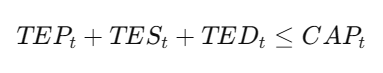 TEP_t + TES_t + TED_t ≤ CAP_t